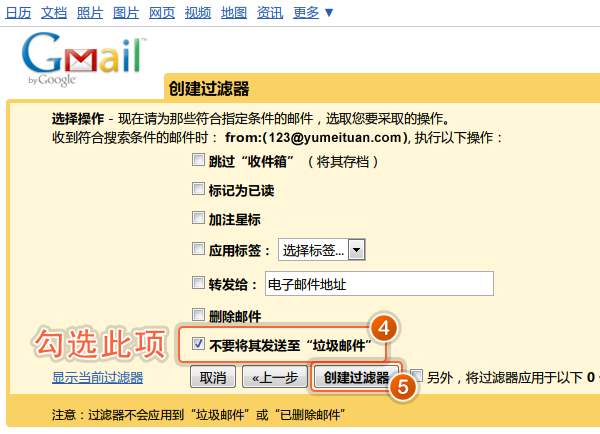 日历 文档 照片 图片 网页 视频 地图 资讯 更多 ▼
Gmail™
by Google
创建过滤器
选择操作 - 现在请为那些符合指定条件的邮件，选取您要采取的操作。
收到符合搜索条件的邮件时： from:(123@yumeituan.com), 执行以下操作：
跳过“收件箱” （将其存档）
标记为已读
加注星标
应用标签： 选择标签...
转发给： 电子邮件地址
删除邮件
勾选此项 不要将其发送至“垃圾邮件” 4
显示当前过滤器 取消 «上一步 创建过滤器 5 另外，将过滤器应用于以下 0
注意：过滤器不会应用到“垃圾邮件”或“已删除邮件”